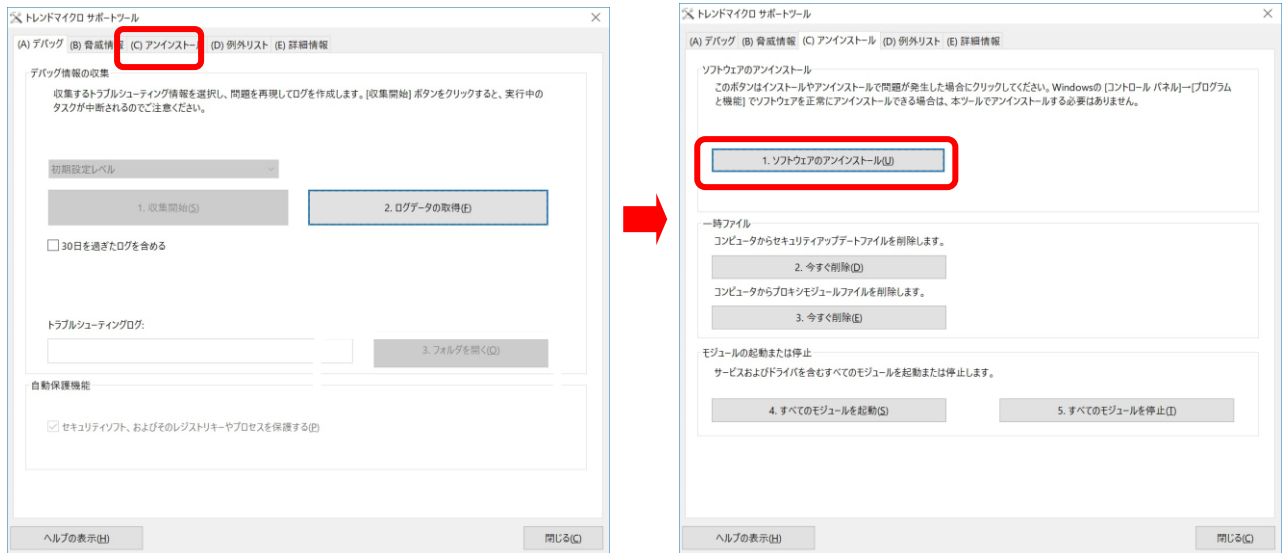 トレンドマイクロ サポートツール
(A) デバッグ (B) 脅威情報 (C) アンインストール (D) 例外リスト (E) 詳細情報
デバッグ情報の収集
収集するトラブルシューティング情報を選択し、問題を再現してログを作成します。[収集開始] ボタンをクリックすると、実行中の
タスクが中断されるのでご注意ください。
初期設定レベル
1. 収集開始(S)
2. ログデータの取得(F)
30日を過ぎたログを含める
トラブルシューティングログ:
3. フォルダを開く(O)
自動保護機能
セキュリティソフト、およびそのレジストリキーやプロセスを保護する(P)
ヘルプの表示(H)
閉じる(C)
トレンドマイクロ サポートツール
(A) デバッグ (B) 脅威情報 (C) アンインストール (D) 例外リスト (E) 詳細情報
ソフトウェアのアンインストール
このボタンはインストールやアンインストールで問題が発生した場合にクリックしてください。Windowsの [コントロール パネル]→[プログラム
と機能] でソフトウェアを正常にアンインストールできる場合は、本ツールでアンインストールする必要はありません。
1. ソフトウェアのアンインストール(U)
一時ファイル
コンピュータからセキュリティアップデートファイルを削除します。
2. 今すぐ削除(D)
コンピュータからプロキシモジュールファイルを削除します。
3. 今すぐ削除(E)
モジュールの起動または停止
サービスおよびドライバを含むすべてのモジュールを起動または停止します。
4. すべてのモジュールを起動(S)
5. すべてのモジュールを停止(T)
ヘルプの表示(H)
閉じる(C)